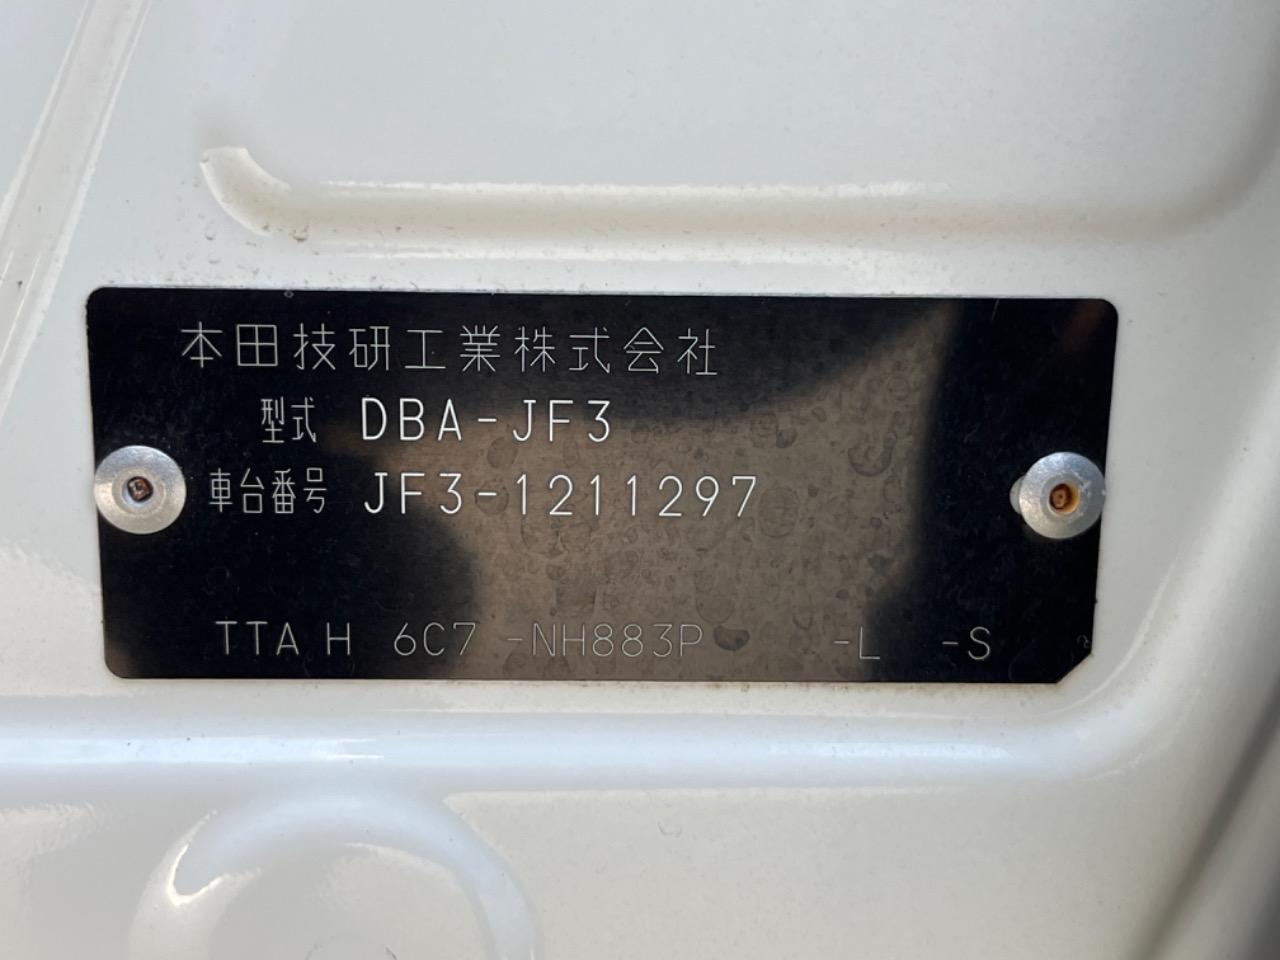 本田技研工業株式会社
型式 DBA-JF3
車台番号 JF3-1211297
TTA H 6C7 -NH883P -L -S